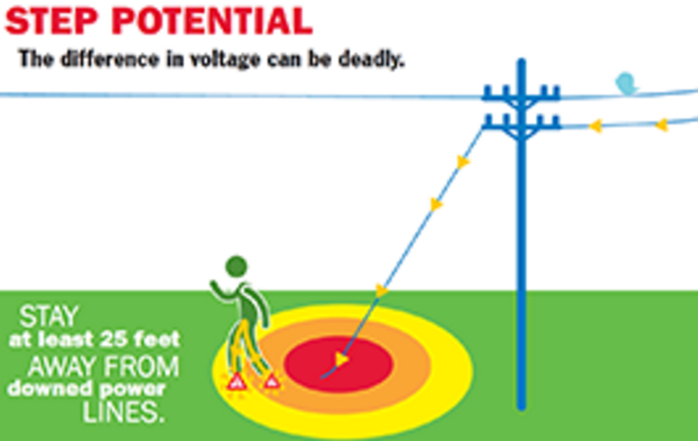 STEP POTENTIAL
The difference in voltage can be deadly.
STAY
at least 25 feet
AWAY FROM
downed power
LINES.